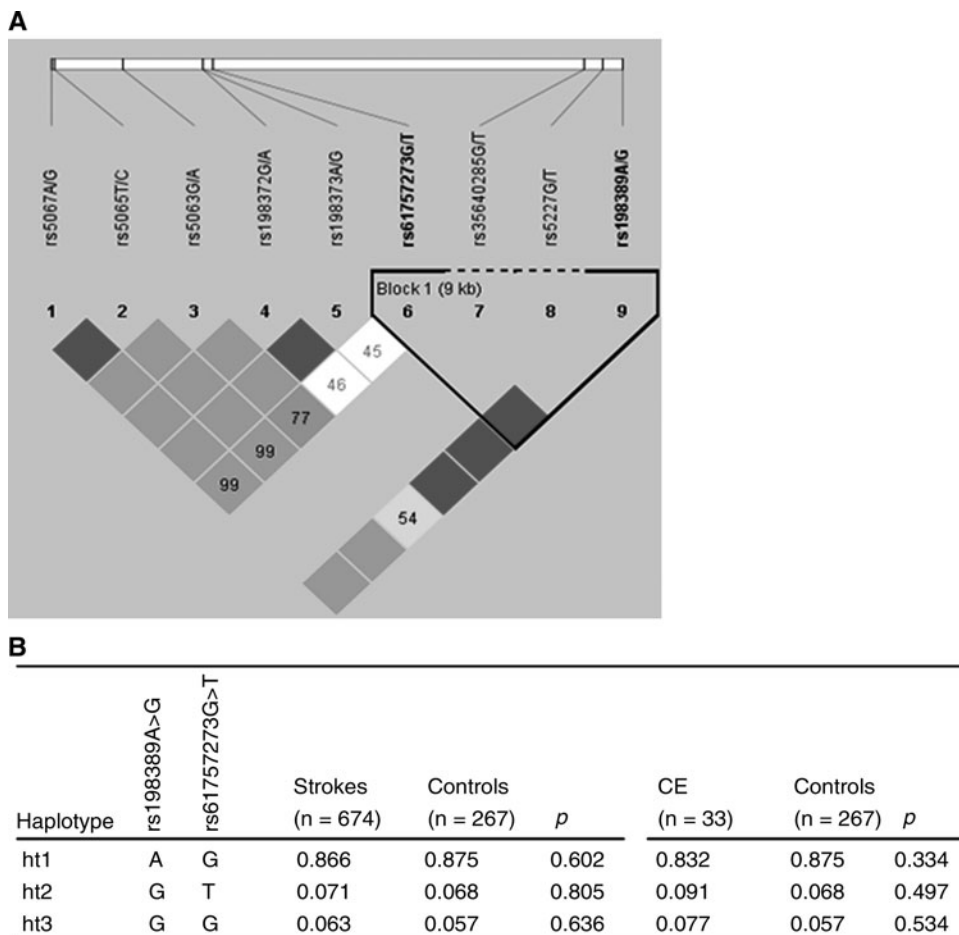 A
rs5067A/G
rs5065T/C
rs5063G/A
rs198372G/A
rs198373A/G
rs61757273G/T
rs35640285G/T
rs5227G/T
rs198389A/G
Block 1 (9 kb)
1 2 3 4 5 6 7 8 9
45
46
77
99
99
54
B
Haplotype rs198389A>G rs61757273G>T Strokes (n = 674) Controls (n = 267) p CE (n = 33) Controls (n = 267) p
ht1 A G 0.866 0.875 0.602 0.832 0.875 0.334
ht2 G T 0.071 0.068 0.805 0.091 0.068 0.497
ht3 G G 0.063 0.057 0.636 0.077 0.057 0.534